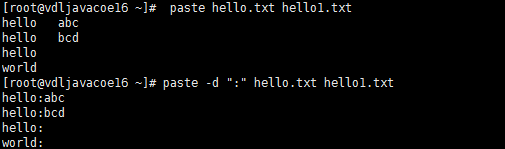 [root@vdljavacoe16 ~]#  paste hello.txt hello1.txt
hello   abc
hello   bcd
hello
world
[root@vdljavacoe16 ~]# paste -d ":" hello.txt hello1.txt
hello:abc
hello:bcd
hello:
world: